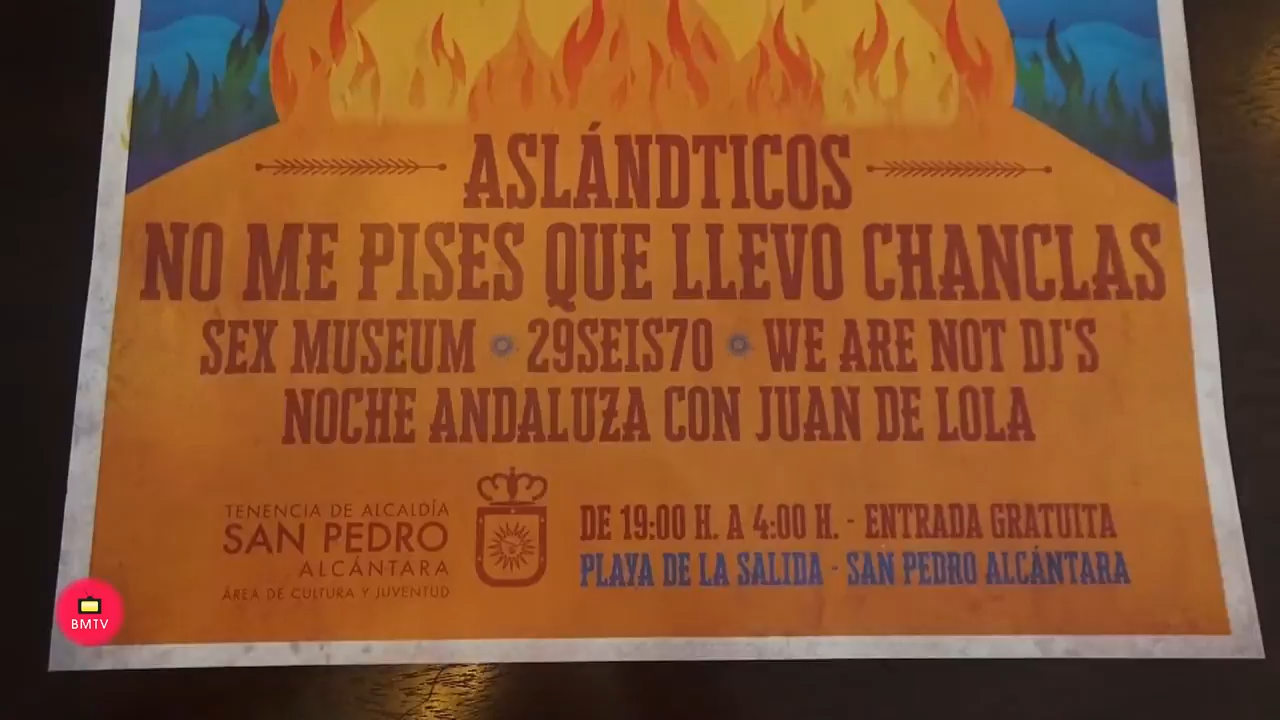 ASLÁNDTICOS
NO ME PISES QUE LLEVO CHANCLAS
SEX MUSEUM • 29SEIS70 • WE ARE NOT DJ'S
NOCHE ANDALUZA CON JUAN DE LOLA
TENENCIA DE ALCALDÍA
SAN PEDRO
ALCÁNTARA
ÁREA DE CULTURA Y JUVENTUD
DE 19:00 H. A 4:00 H. - ENTRADA GRATUITA
PLAYA DE LA SALIDA - SAN PEDRO ALCÁNTARA
BMTV